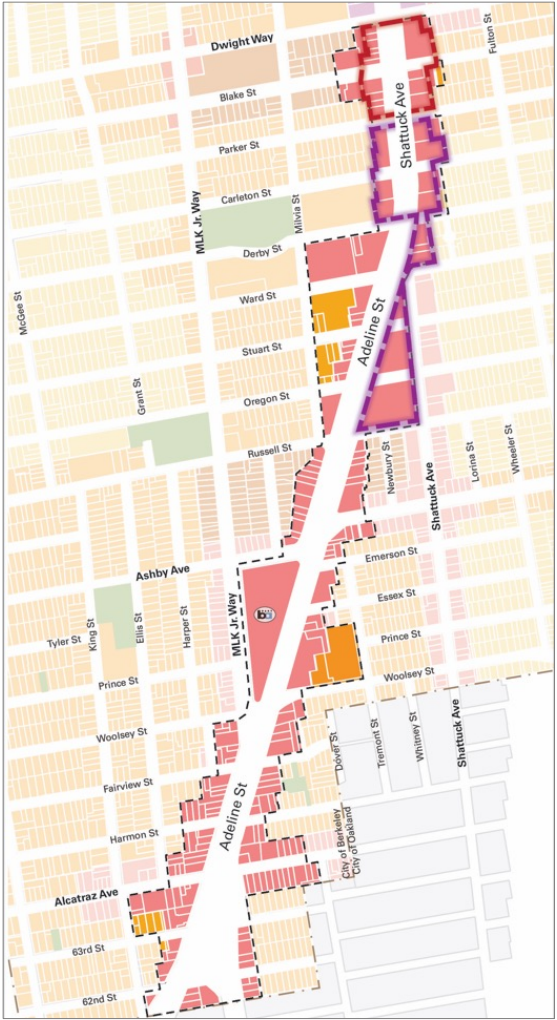 Dwight Way
Fulton St
Blake St
Shattuck Ave
Parker St
Carleton St
Milvia St
MLK Jr. Way
Derby St
McGee St
Ward St
Adeline St
Stuart St
Grant St
Oregon St
Russell St
Newbury St
Shattuck Ave
Lorina St
Wheeler St
Ashby Ave
Emerson St
Essex St
Tyler St
King St
Ellis St
Harper St
MLK Jr. Way
Prince St
Prince St
Woolsey St
Woolsey St
Dover St
Tremont St
Whitney St
Shattuck Ave
Fairview St
Adeline St
Harmon St
City of Berkeley
City of Oakland
Alcatraz Ave
63rd St
62nd St